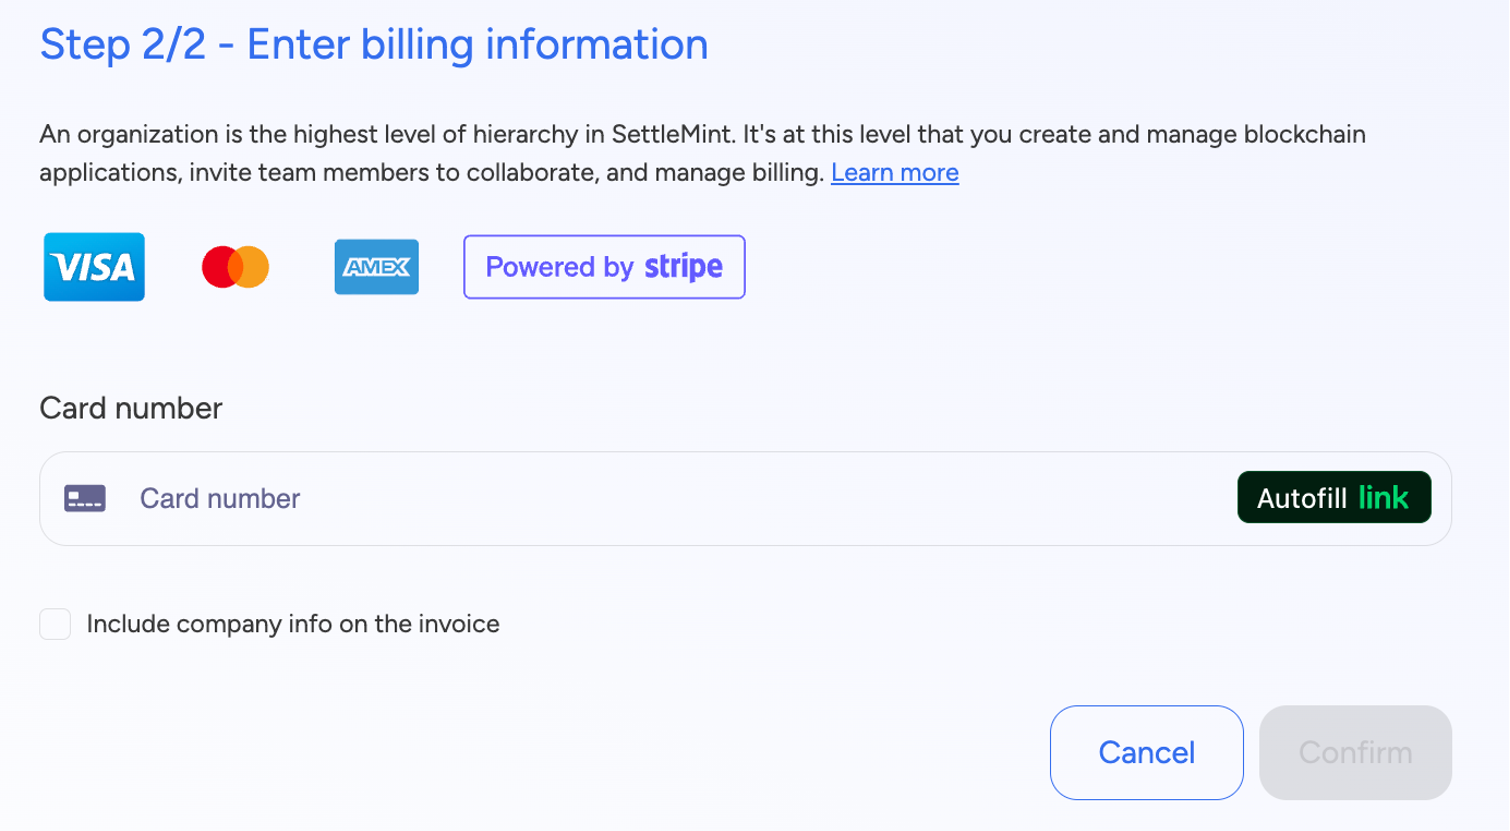 Step 2/2 - Enter billing information
An organization is the highest level of hierarchy in SettleMint. It's at this level that you create and manage blockchain
applications, invite team members to collaborate, and manage billing. Learn more
VISA AMEX Powered by stripe
Card number
Card number Autofill link
Include company info on the invoice
Cancel Confirm